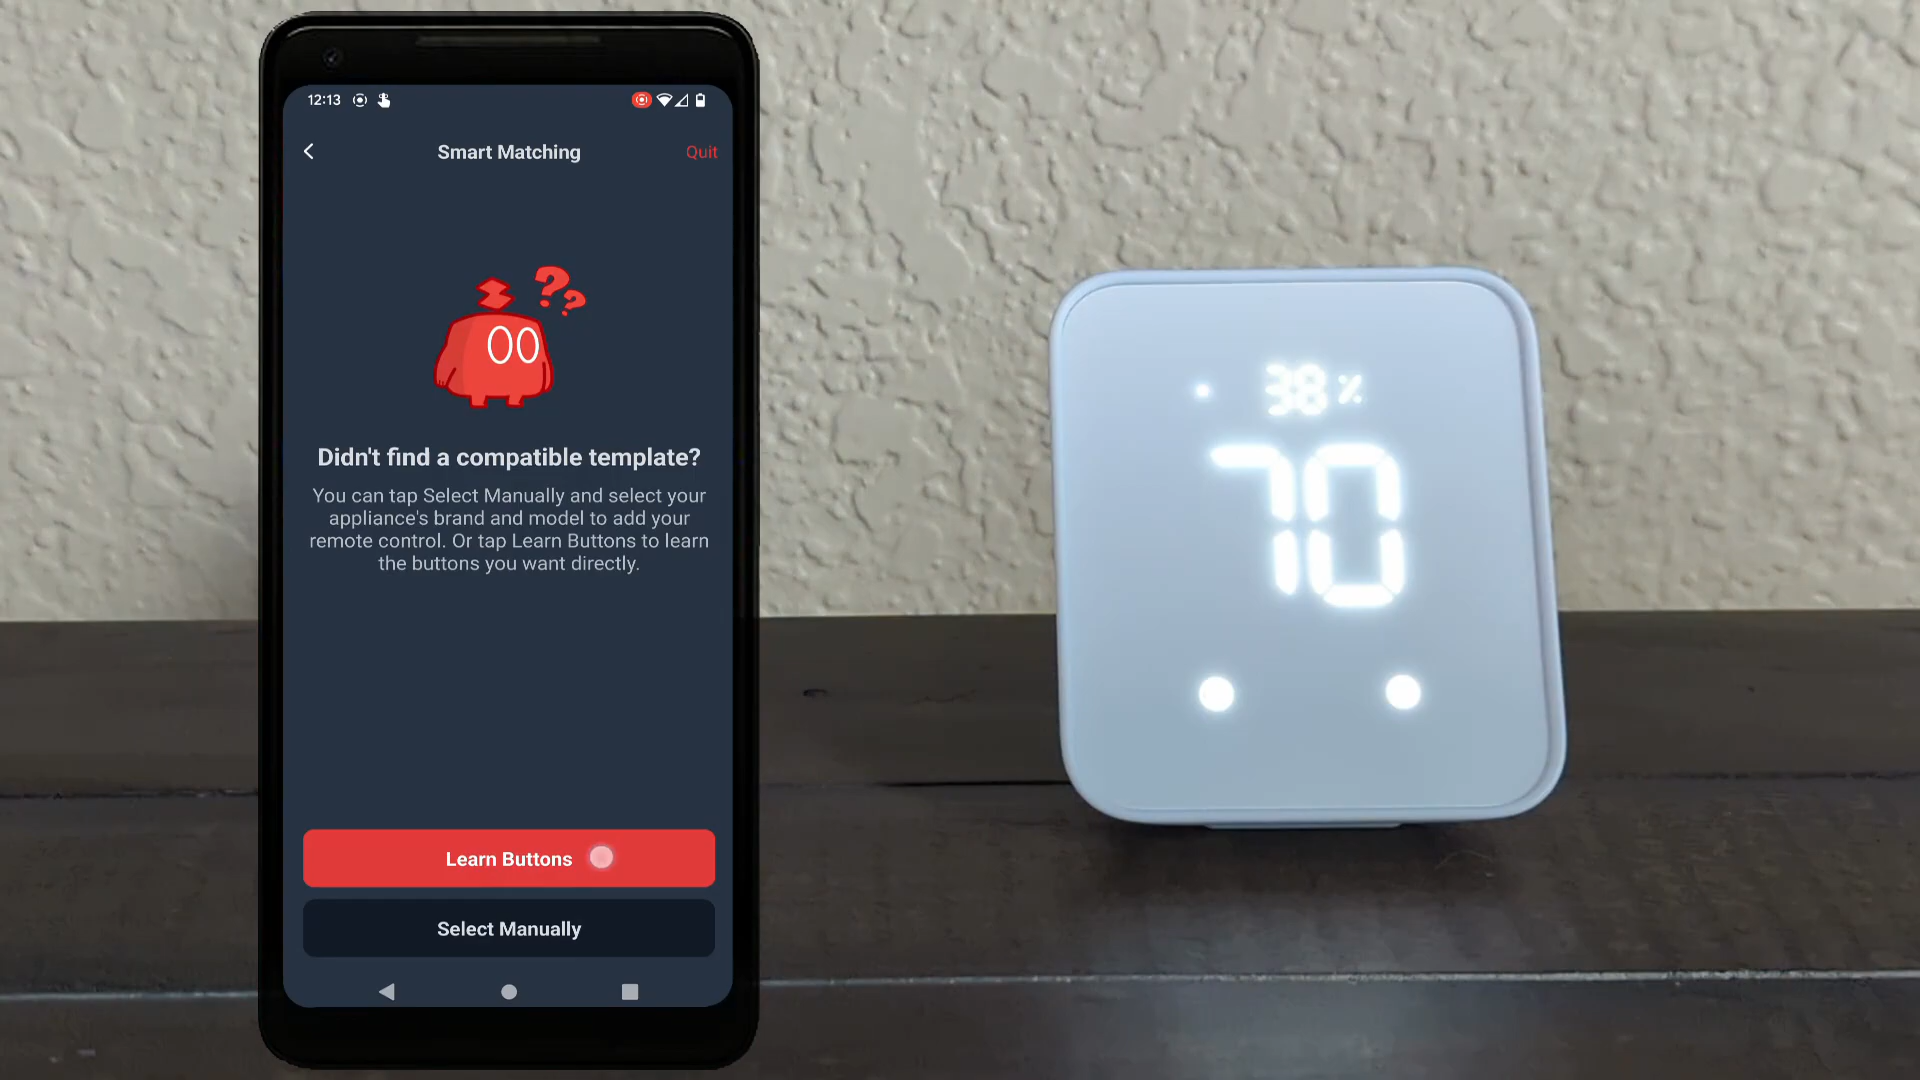 12:13
Smart Matching
Quit
??
Didn't find a compatible template?
You can tap Select Manually and select your
appliance's brand and model to add your
remote control. Or tap Learn Buttons to learn
the buttons you want directly.
Learn Buttons
Select Manually
38%
70